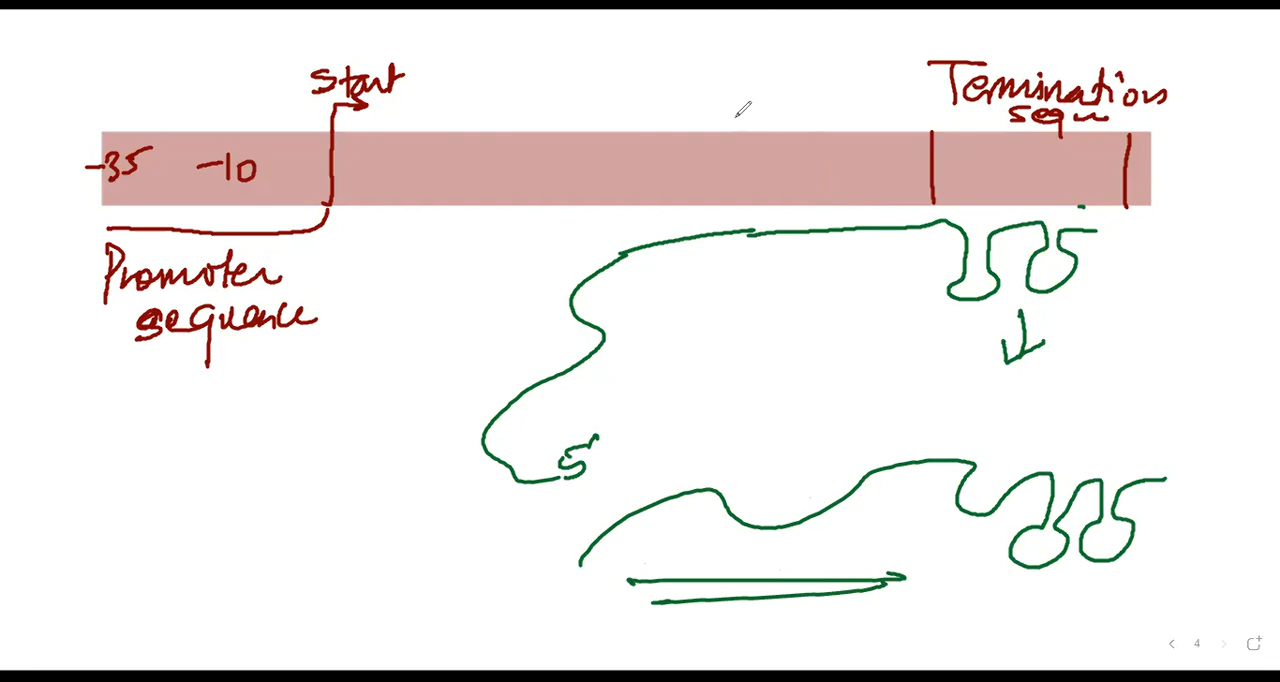 Start
Termination
sequ
-35 -10
Promoter
sequence
5'
4